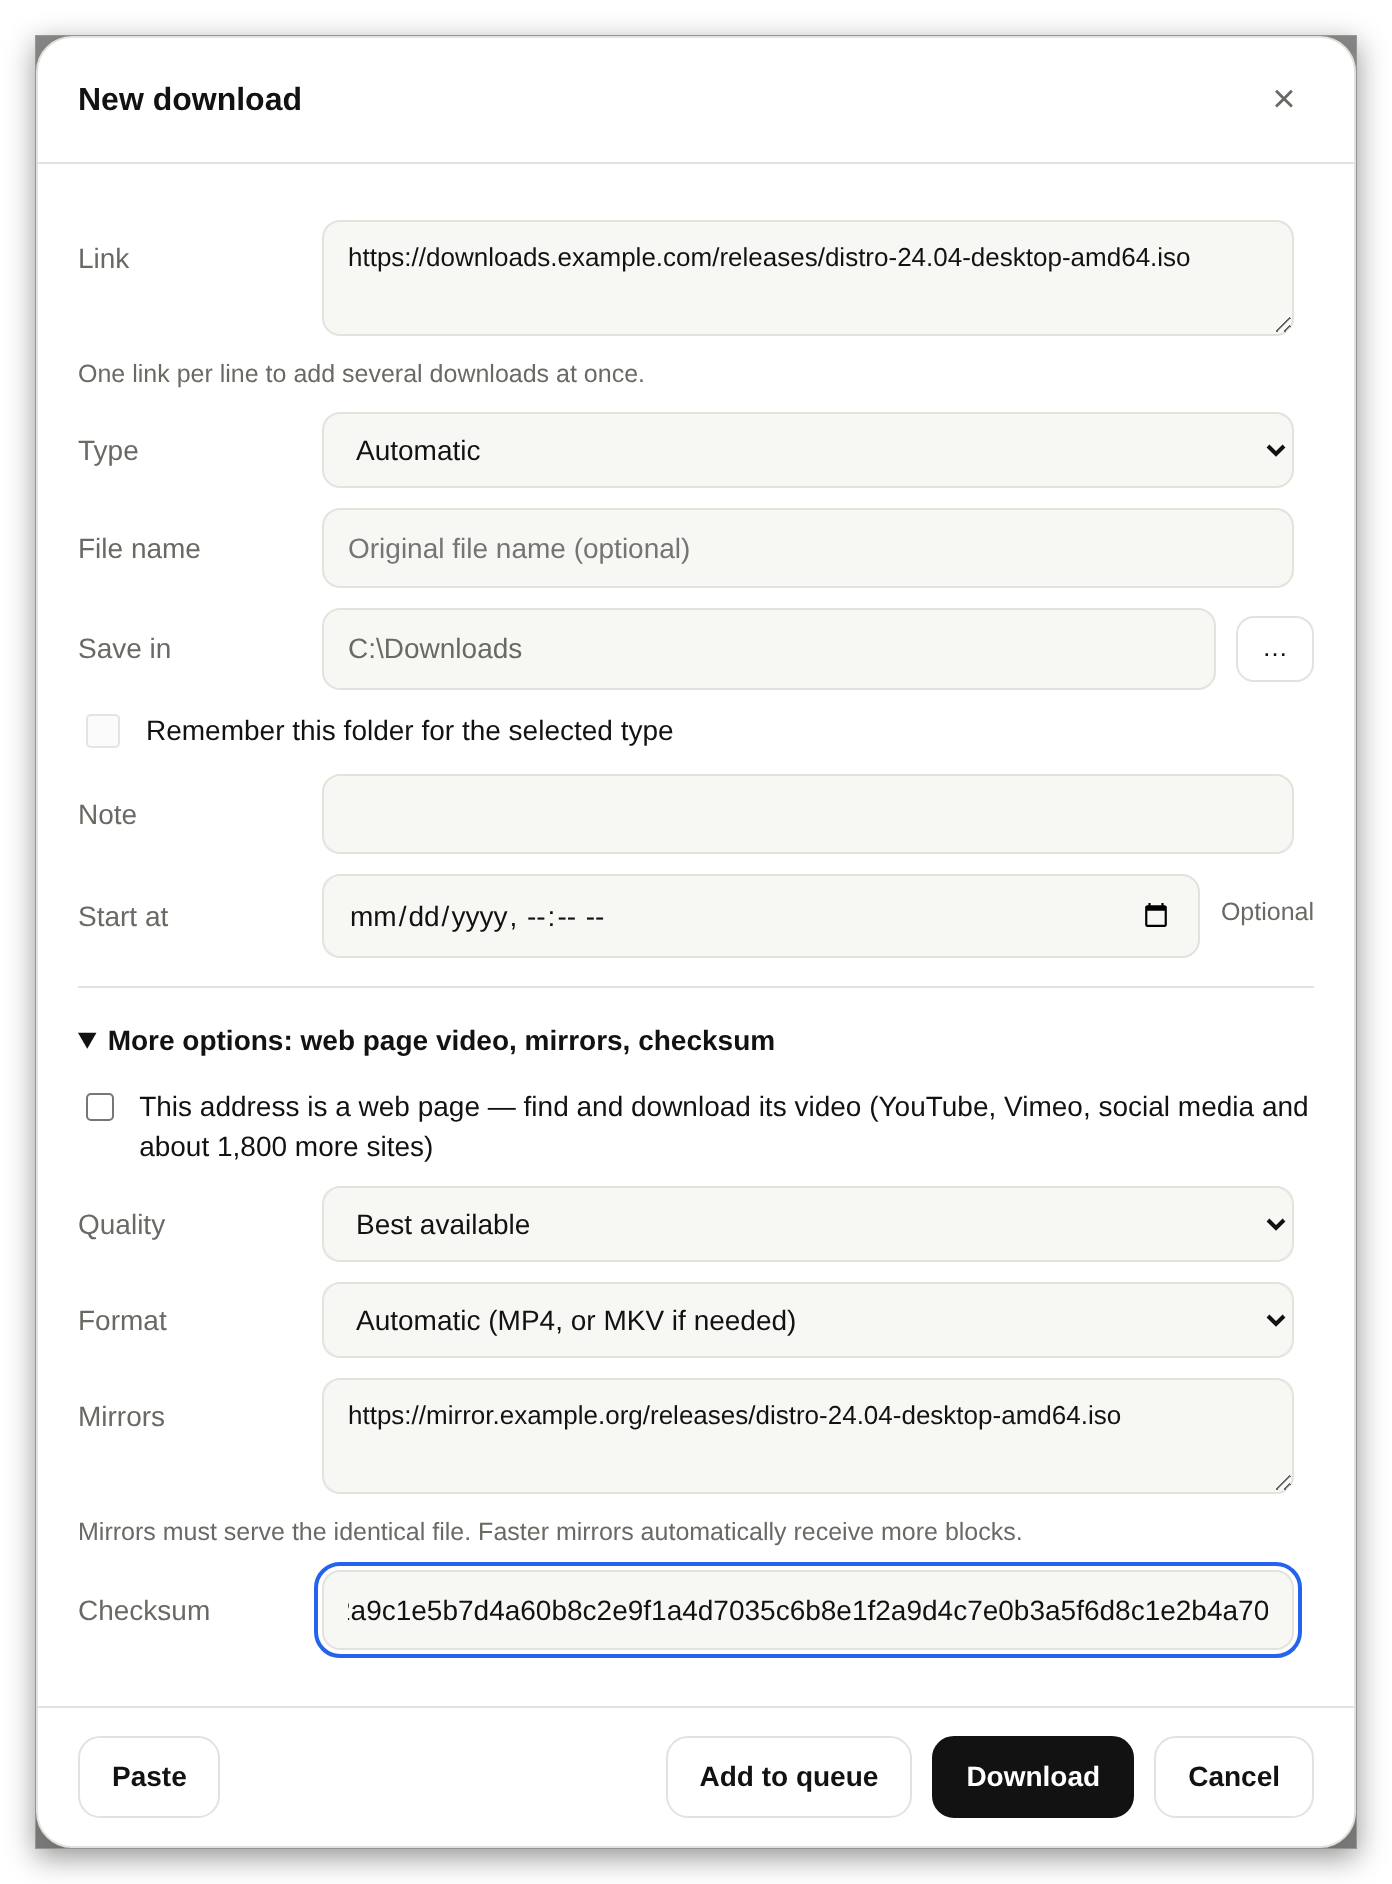 New download
×
Link
https://downloads.example.com/releases/distro-24.04-desktop-amd64.iso
One link per line to add several downloads at once.
Type
Automatic
File name
Original file name (optional)
Save in
C:\Downloads
...
Remember this folder for the selected type
Note
Start at
mm/dd/yyyy, --:-- --
Optional
More options: web page video, mirrors, checksum
This address is a web page — find and download its video (YouTube, Vimeo, social media and
about 1,800 more sites)
Quality
Best available
Format
Automatic (MP4, or MKV if needed)
Mirrors
https://mirror.example.org/releases/distro-24.04-desktop-amd64.iso
Mirrors must serve the identical file. Faster mirrors automatically receive more blocks.
Checksum
a9c1e5b7d4a60b8c2e9f1a4d7035c6b8e1f2a9d4c7e0b3a5f6d8c1e2b4a70
Paste
Add to queue
Download
Cancel